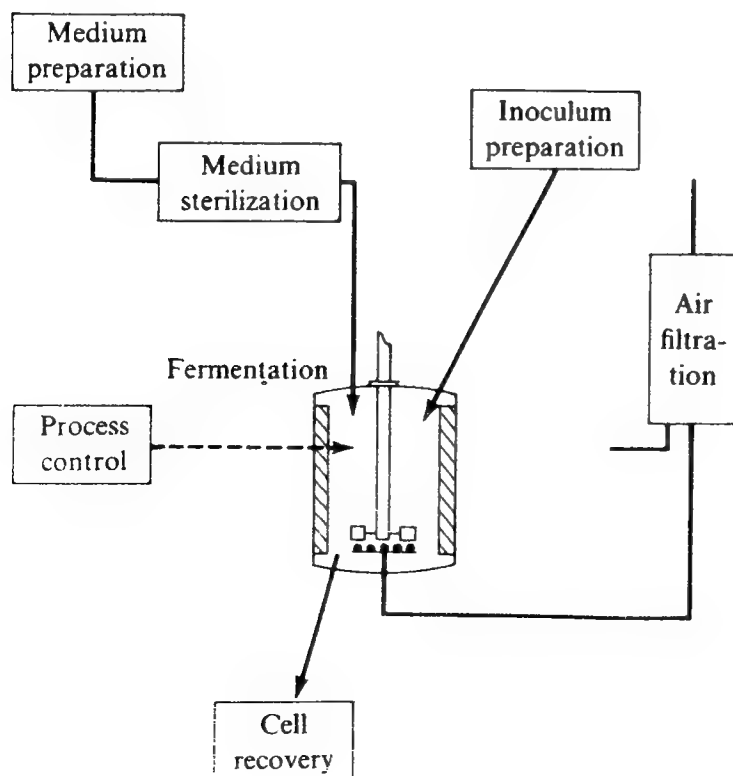 Medium
preparation
Inoculum
preparation
Medium
sterilization
Air
filtra-
tion
Fermentation
Process
control
Cell
recovery